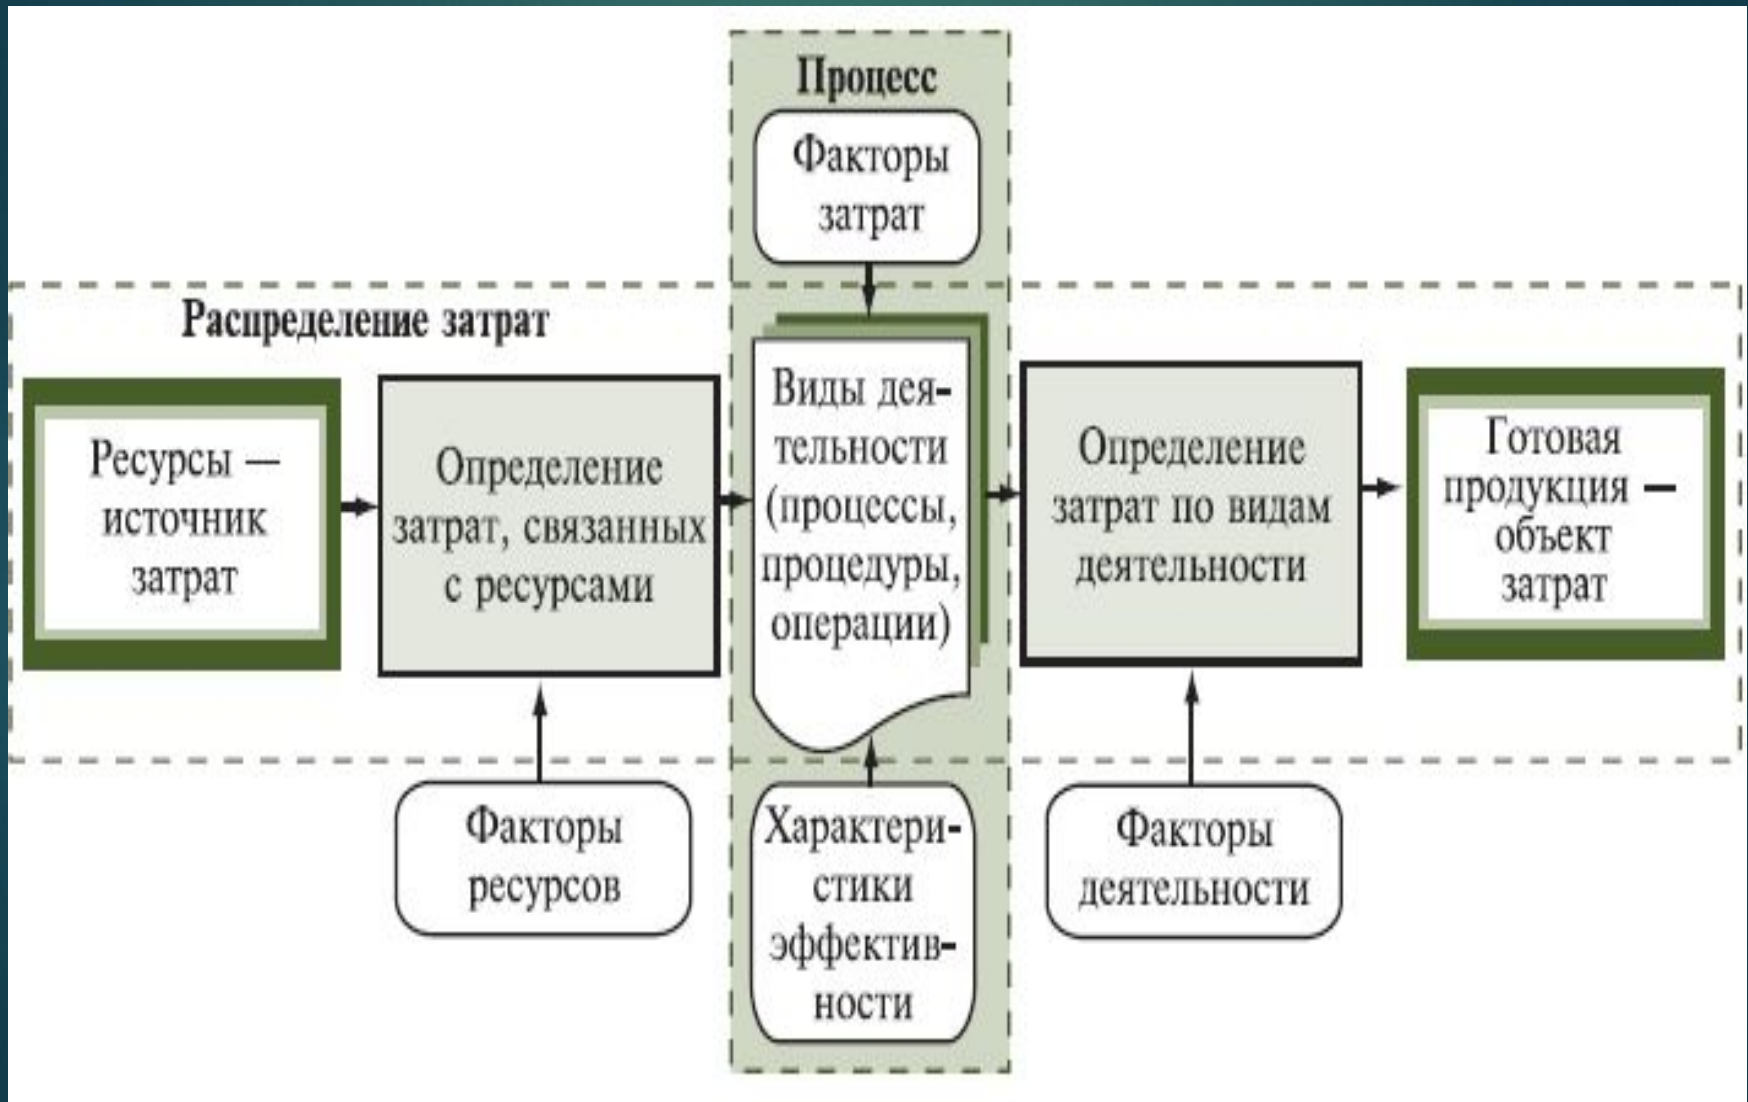 Процесс
Факторы
затрат
Распределение затрат
Ресурсы —
источник
затрат
Определение
затрат, связанных
с ресурсами
Виды дея-
тельности
(процессы,
процедуры,
операции)
Определение
затрат по видам
деятельности
Готовая
продукция —
объект
затрат
Факторы
ресурсов
Характери-
стики
эффектив-
ности
Факторы
деятельности